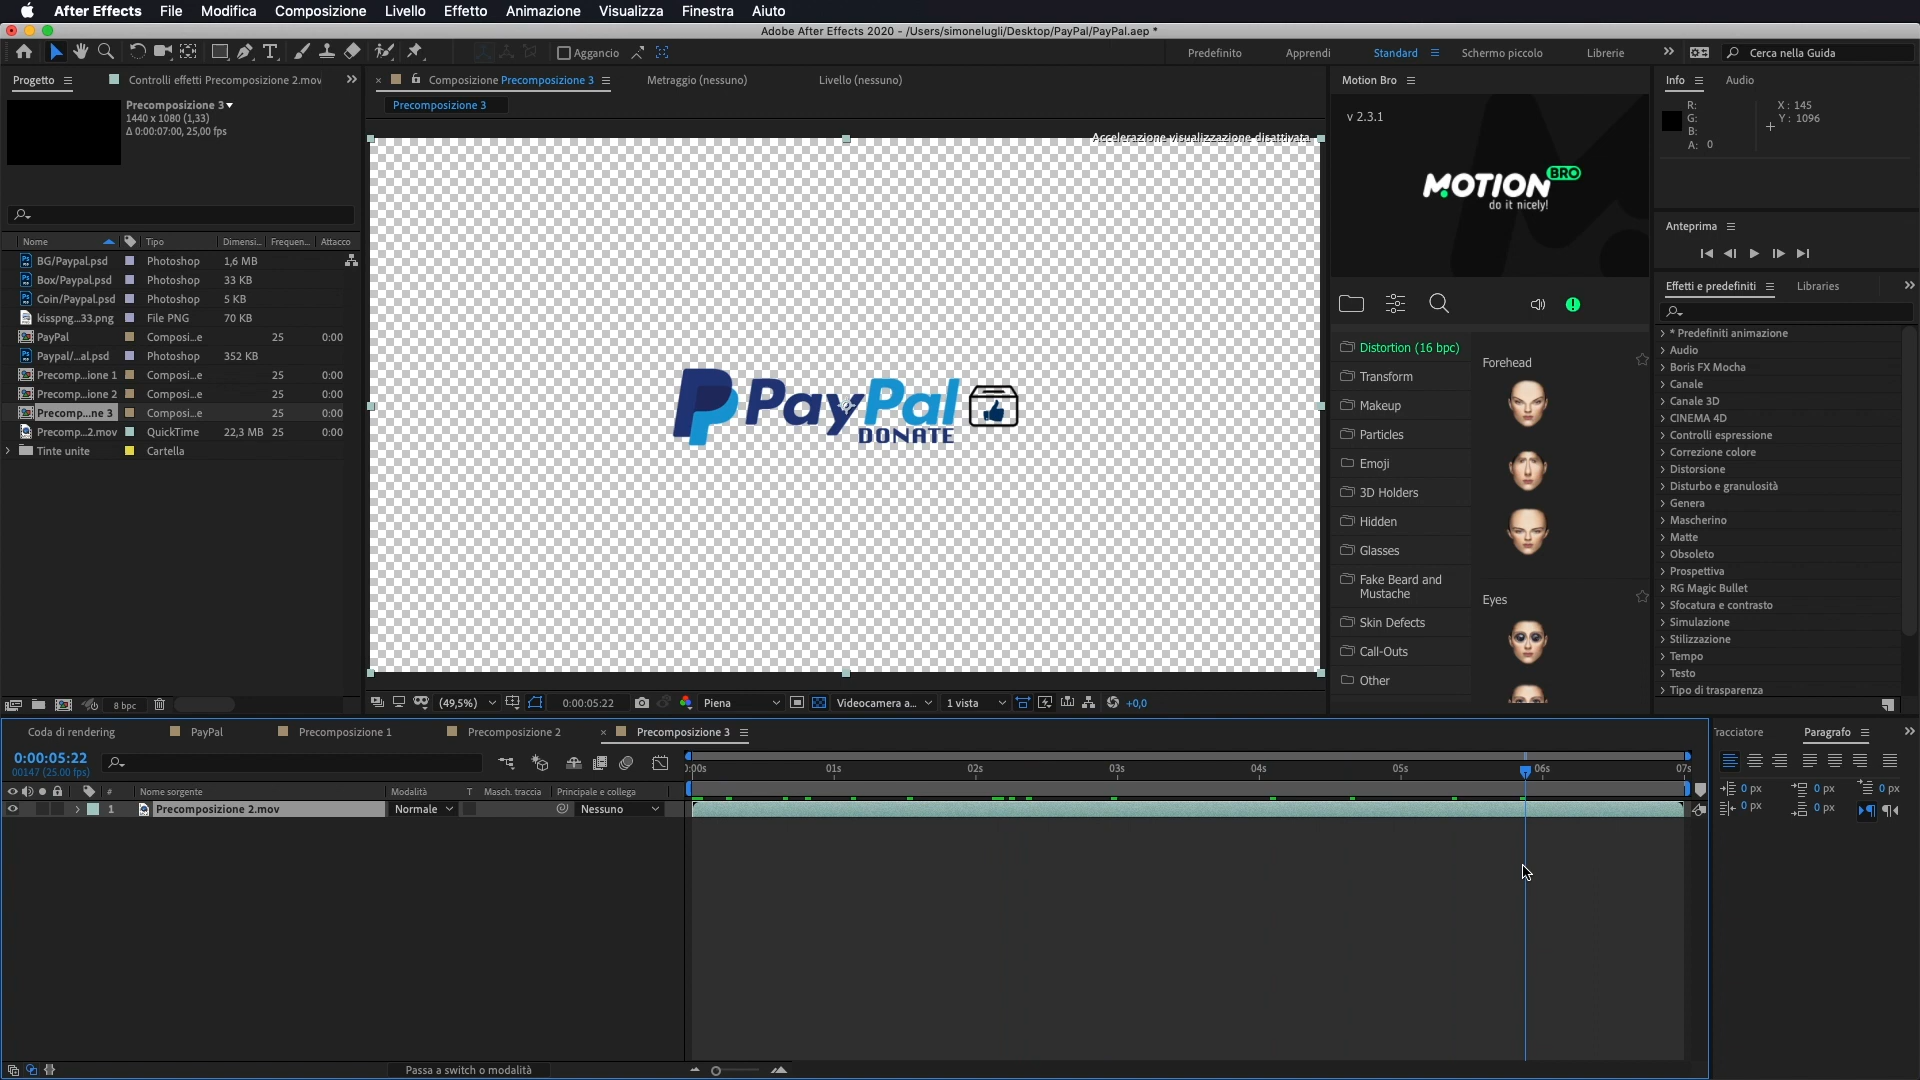 After Effects File Modifica Composizione Livello Effetto Animazione Visualizza Finestra Aiuto
Adobe After Effects 2020 - /Users/simonelugli/Desktop/PayPal/PayPal.aep *
Aggancio
Predefinito Apprendi Standard Schermo piccolo Librerie Cerca nella Guida
Progetto Controlli effetti Precomposizione 2.mov
Composizione Precomposizione 3 Metraggio (nessuno) Livello (nessuno)
Precomposizione 3
Precomposizione 3
1440 x 1080 (1,33)
Δ 0:00:07:00, 25,00 fps
Nome Tipo Dimensi... Frequen... Attacco
BG/Paypal.psd Photoshop 1,6 MB
Box/Paypal.psd Photoshop 33 KB
Coin/Paypal.psd Photoshop 5 KB
kisspng...33.png File PNG 70 KB
PayPal Composi...e 25 0:00
Paypal/...al.psd Photoshop 352 KB
Precomp...ione 1 Composi...e 25 0:00
Precomp...ione 2 Composi...e 25 0:00
Precomp...ne 3 Composi...e 25 0:00
Precomp...2.mov QuickTime 22,3 MB 25 0:00
Tinte unite Cartella
8 bpc
Accelerazione visualizzazione disattivata
PayPal
DONATE
(49,5%) 0:00:05:22 Piena Videocamera a... 1 vista +0,0
Motion Bro
v 2.3.1
MOTION BRO
do it nicely!
Distortion (16 bpc)
Transform
Makeup
Particles
Emoji
3D Holders
Hidden
Glasses
Fake Beard and
Mustache
Skin Defects
Call-Outs
Other
Forehead
Eyes
Info Audio
R: X: 145
G: Y: 1096
B:
A: 0
Anteprima
Effetti e predefiniti Libraries
* Predefiniti animazione
Audio
Boris FX Mocha
Canale
Canale 3D
CINEMA 4D
Controlli espressione
Correzione colore
Distorsione
Disturbo e granulosità
Genera
Mascherino
Matte
Obsoleto
Prospettiva
RG Magic Bullet
Sfocatura e contrasto
Simulazione
Stilizzazione
Tempo
Testo
Tipo di trasparenza
Coda di rendering PayPal Precomposizione 1 Precomposizione 2 Precomposizione 3
0:00:05:22
00147 (25.00 fps)
# Nome sorgente Modalità T Masch. traccia Principale e collega
1 Precomposizione 2.mov Normale Nessuno
):00s 01s 02s 03s 04s 05s 06s 07s
Passa a switch o modalità
racciatore Paragrafo
0 px 0 px 0 px
0 px 0 px